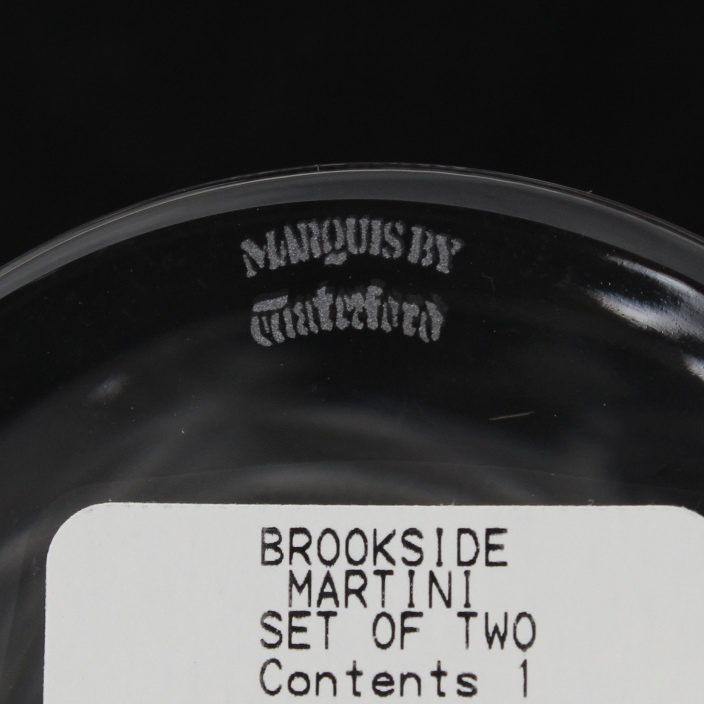 MARQUIS BY
Waterford
BROOKSIDE
MARTINI
SET OF TWO
Contents 1